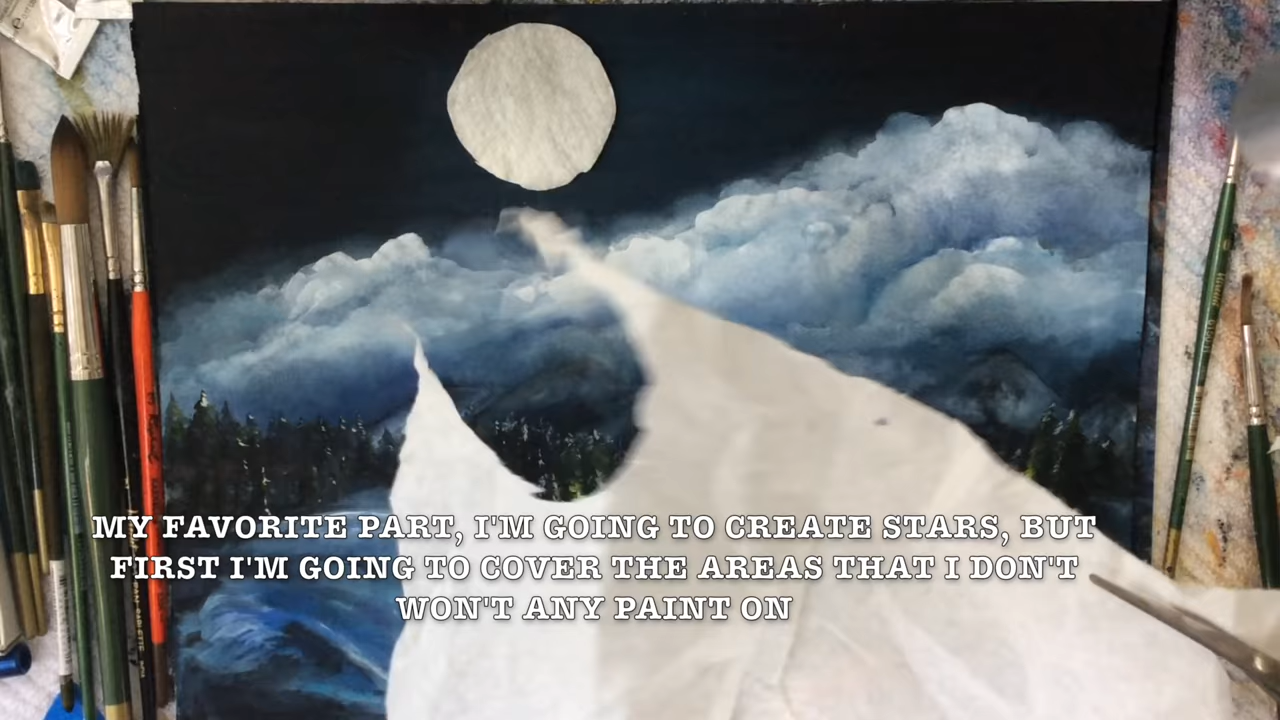 MY FAVORITE PART, I'M GOING TO CREATE STARS, BUT
FIRST I'M GOING TO COVER THE AREAS THAT I DON'T
WON'T ANY PAINT ON